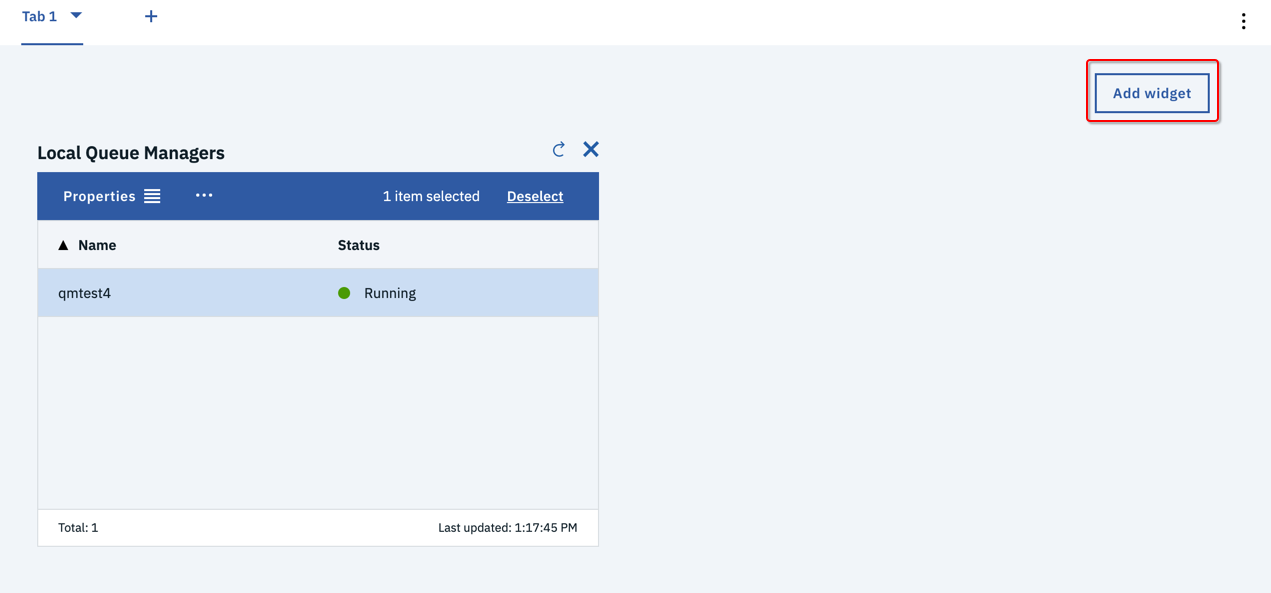 Tab 1
Add widget
Local Queue Managers
Properties 1 item selected Deselect
Name Status
qmtest4 Running
Total: 1 Last updated: 1:17:45 PM